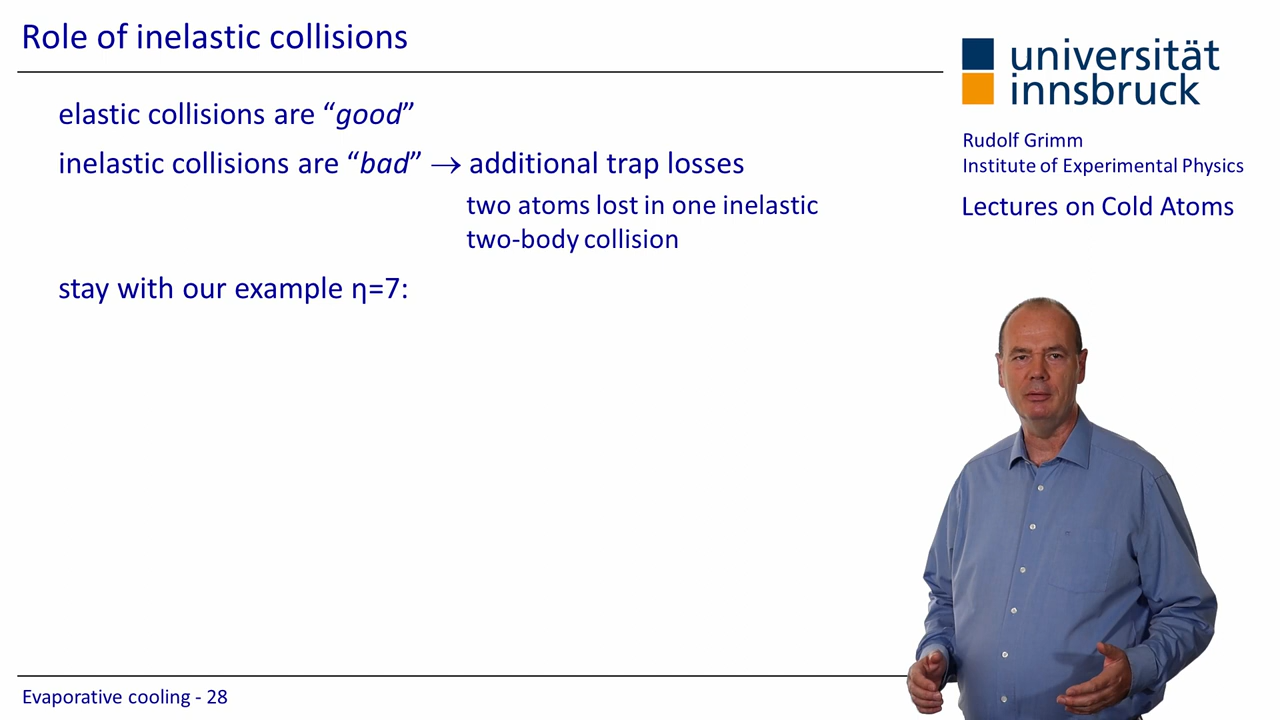 Role of inelastic collisions
universität
innsbruck
Rudolf Grimm
Institute of Experimental Physics
Lectures on Cold Atoms
elastic collisions are “good”
inelastic collisions are “bad” → additional trap losses
two atoms lost in one inelastic
two-body collision
stay with our example η=7:
Evaporative cooling - 28